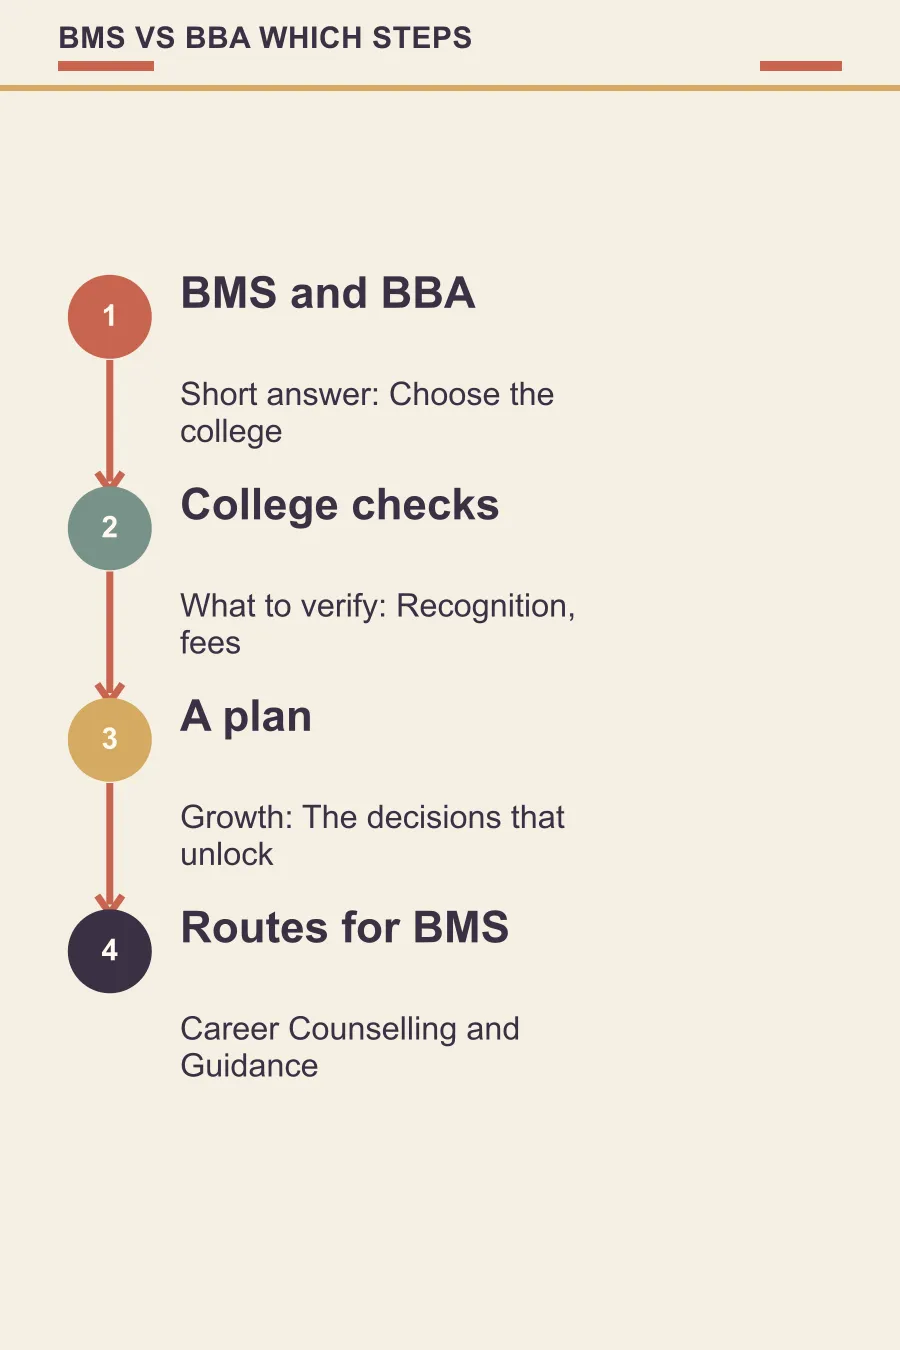 BMS VS BBA WHICH STEPS
1
BMS and BBA
Short answer: Choose the
college
2
College checks
What to verify: Recognition,
fees
3
A plan
Growth: The decisions that
unlock
4
Routes for BMS
Career Counselling and
Guidance